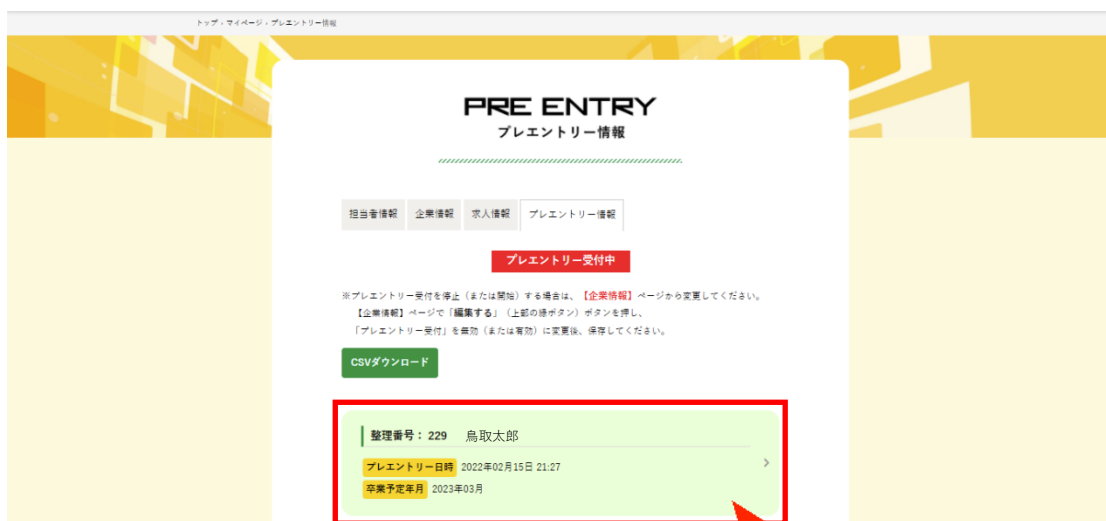 トップ › マイページ › プレエントリー情報
PRE ENTRY
プレエントリー情報
担当者情報 企業情報 求人情報 プレエントリー情報
プレエントリー受付中
※プレエントリー受付を停止（または開始）する場合は、【企業情報】ページから変更してください。
【企業情報】ページで「編集する」（上部の緑ボタン）ボタンを押し、
「プレエントリー受付」を無効（または有効）に変更後、保存してください。
CSVダウンロード
整理番号： 229 鳥取太郎
プレエントリー日時 2022年02月15日 21:27
卒業予定年月 2023年03月